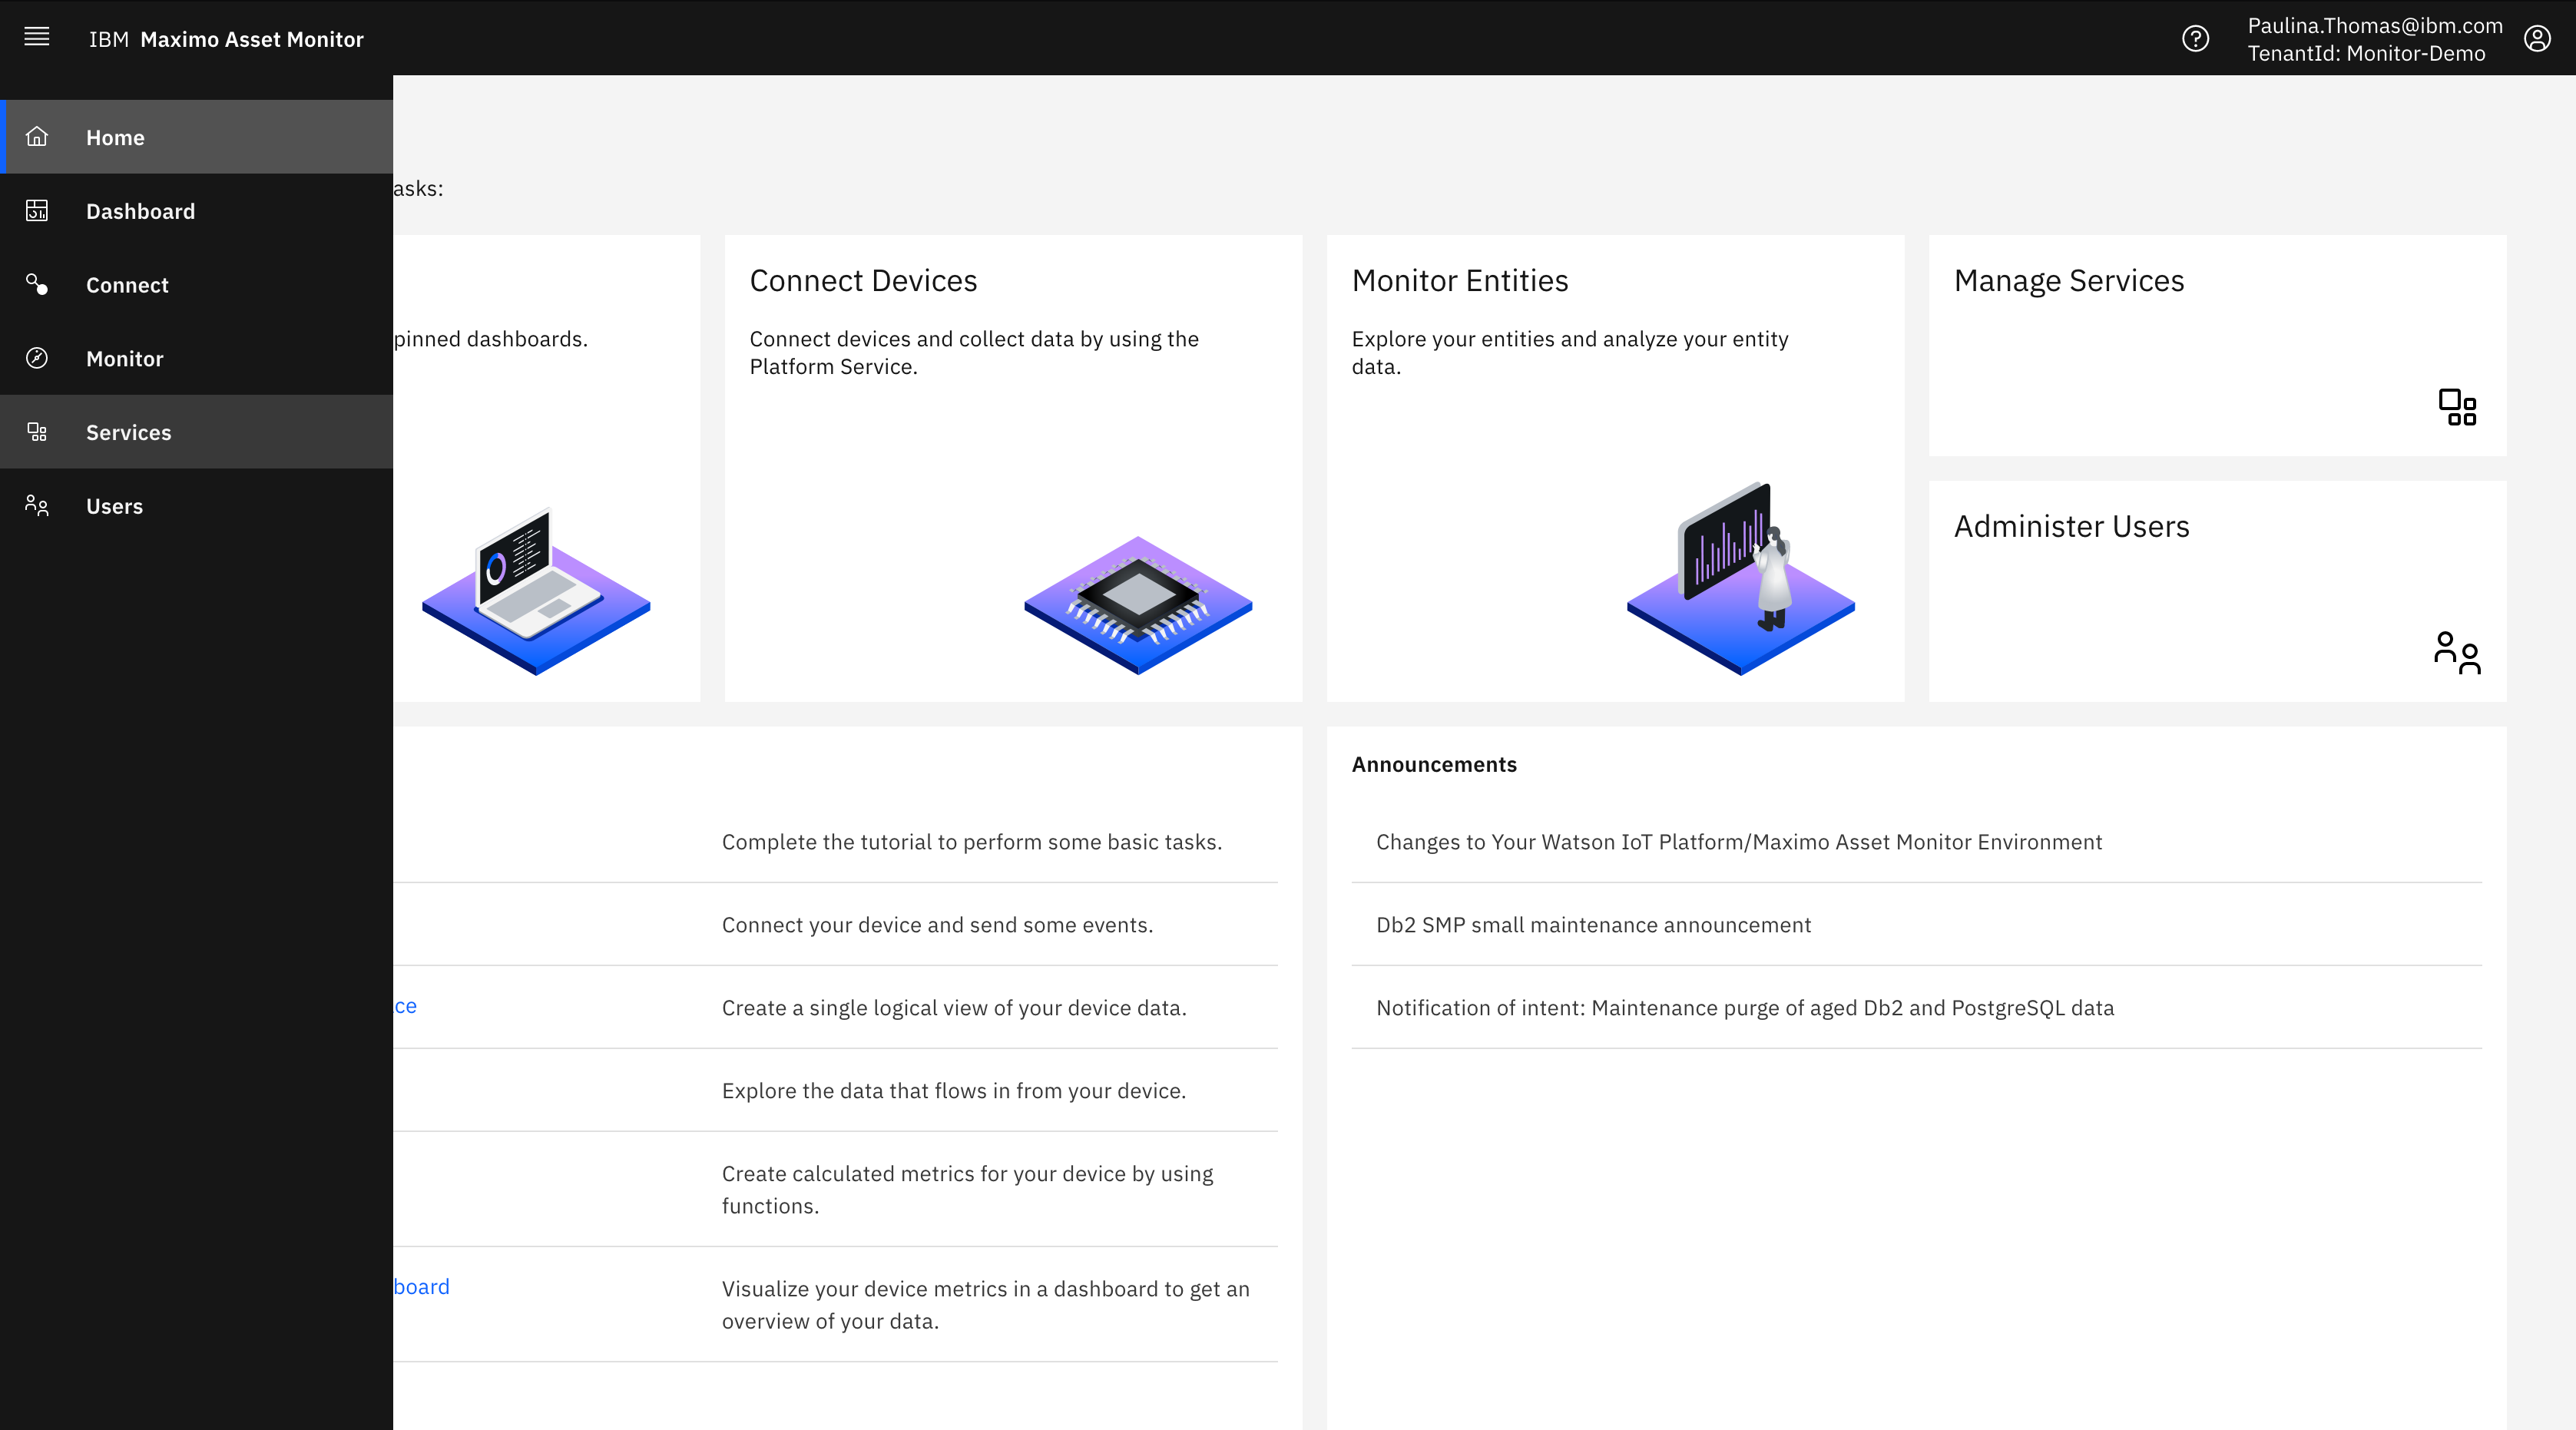 IBM Maximo Asset Monitor
Paulina.Thomas@ibm.com
TenantId: Monitor-Demo
Home
Dashboard
Connect
Monitor
Services
Users
asks:
pinned dashboards.
Connect Devices
Connect devices and collect data by using the
Platform Service.
Monitor Entities
Explore your entities and analyze your entity
data.
Manage Services
Administer Users
Complete the tutorial to perform some basic tasks.
Connect your device and send some events.
ce
Create a single logical view of your device data.
Explore the data that flows in from your device.
Create calculated metrics for your device by using
functions.
board
Visualize your device metrics in a dashboard to get an
overview of your data.
Announcements
Changes to Your Watson IoT Platform/Maximo Asset Monitor Environment
Db2 SMP small maintenance announcement
Notification of intent: Maintenance purge of aged Db2 and PostgreSQL data